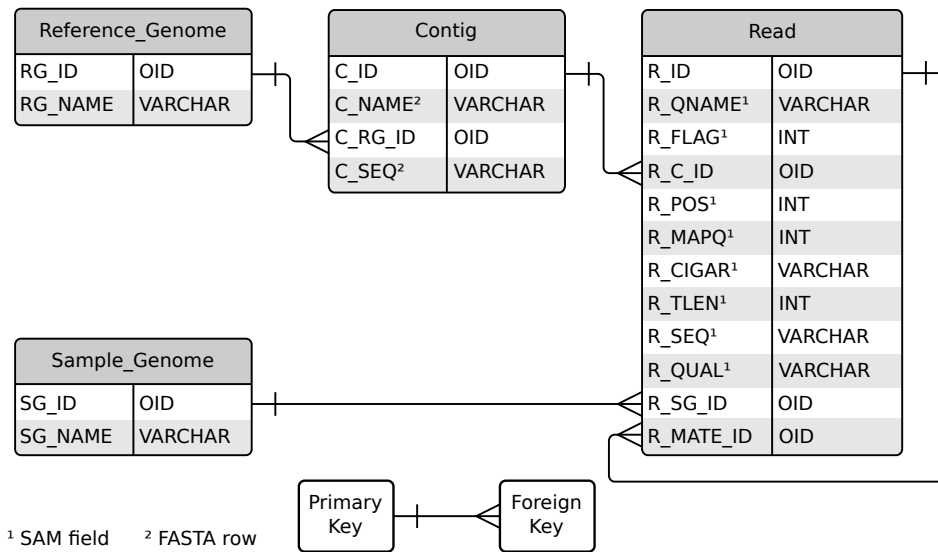 Reference_Genome
RG_ID OID
RG_NAME VARCHAR
Contig
C_ID OID
C_NAME² VARCHAR
C_RG_ID OID
C_SEQ² VARCHAR
Read
R_ID OID
R_QNAME¹ VARCHAR
R_FLAG¹ INT
R_C_ID OID
R_POS¹ INT
R_MAPQ¹ INT
R_CIGAR¹ VARCHAR
R_TLEN¹ INT
R_SEQ¹ VARCHAR
R_QUAL¹ VARCHAR
R_SG_ID OID
R_MATE_ID OID
Sample_Genome
SG_ID OID
SG_NAME VARCHAR
Primary
Key
Foreign
Key
¹ SAM field ² FASTA row